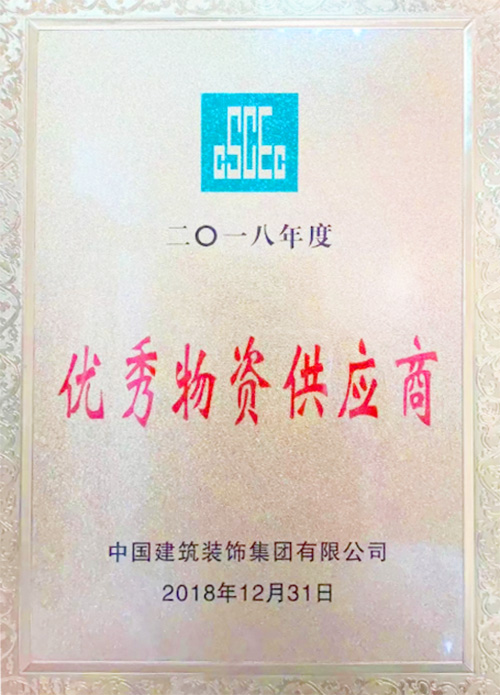 CSCEC
二〇一八年度
优秀物资供应商
中国建筑装饰集团有限公司
2018年12月31日